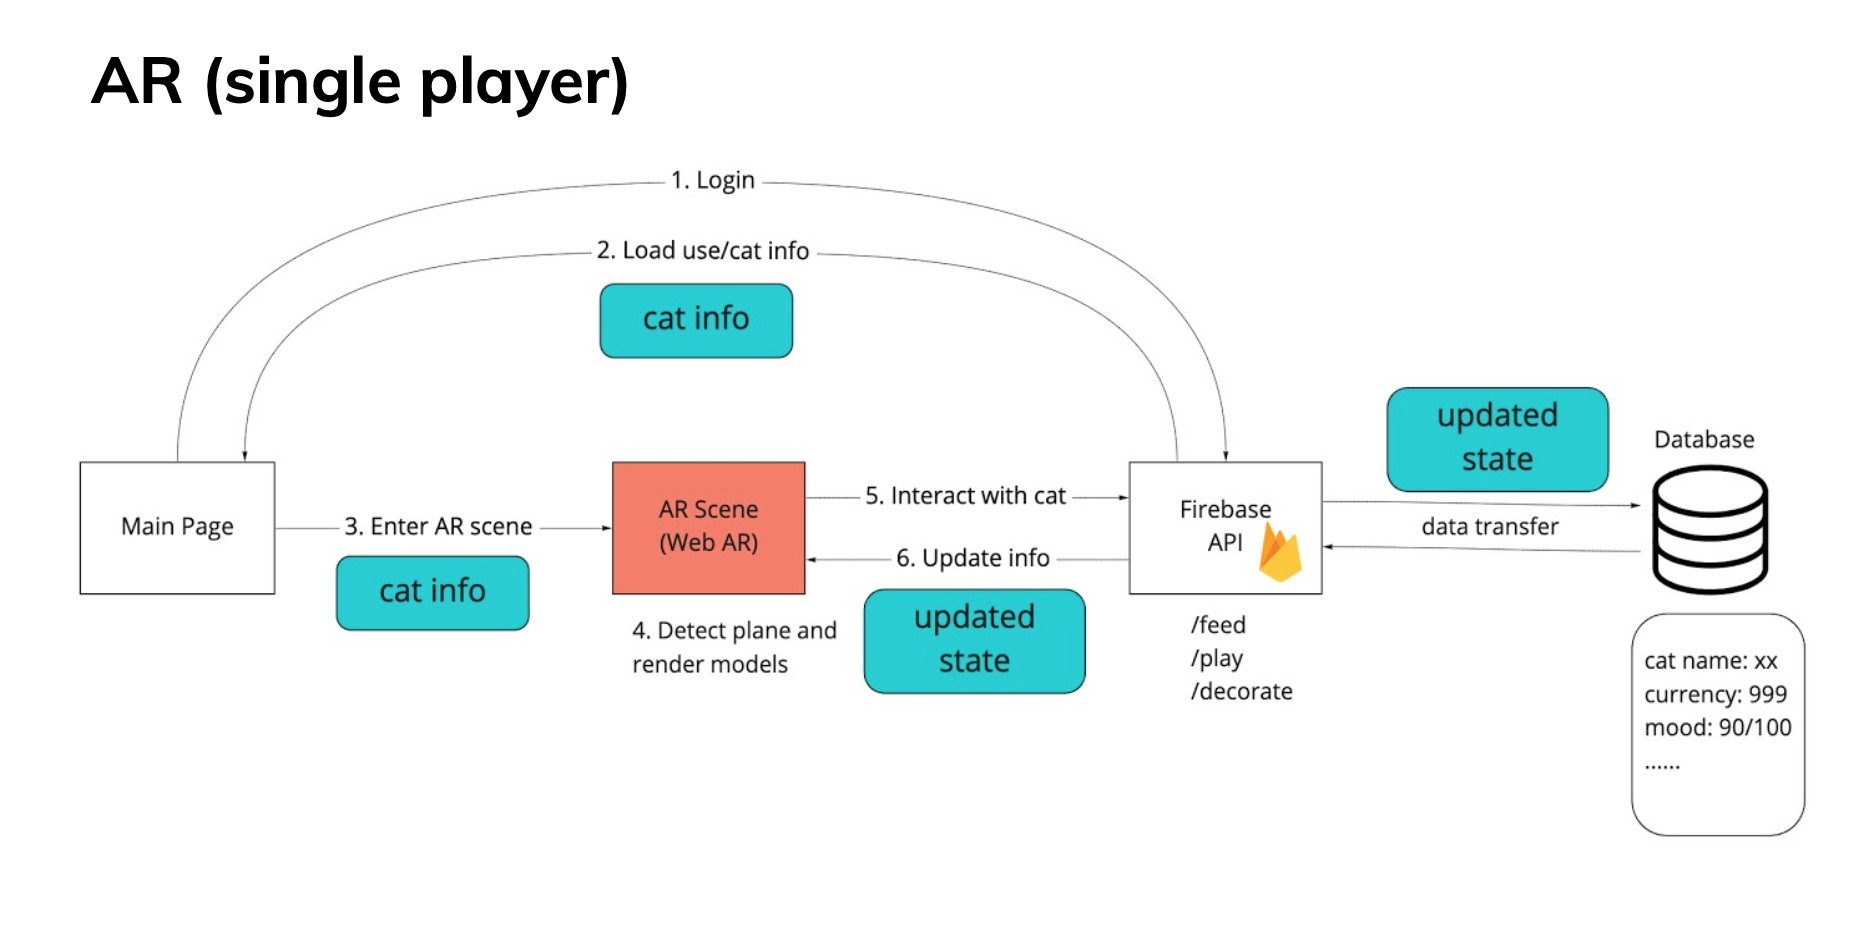 AR (single player)
1. Login
2. Load use/cat info
cat info
Main Page
3. Enter AR scene
cat info
AR Scene
(Web AR)
4. Detect plane and
render models
5. Interact with cat
6. Update info
updated
state
Firebase
API
/feed
/play
/decorate
updated
state
data transfer
Database
cat name: xx
currency: 999
mood: 90/100
......